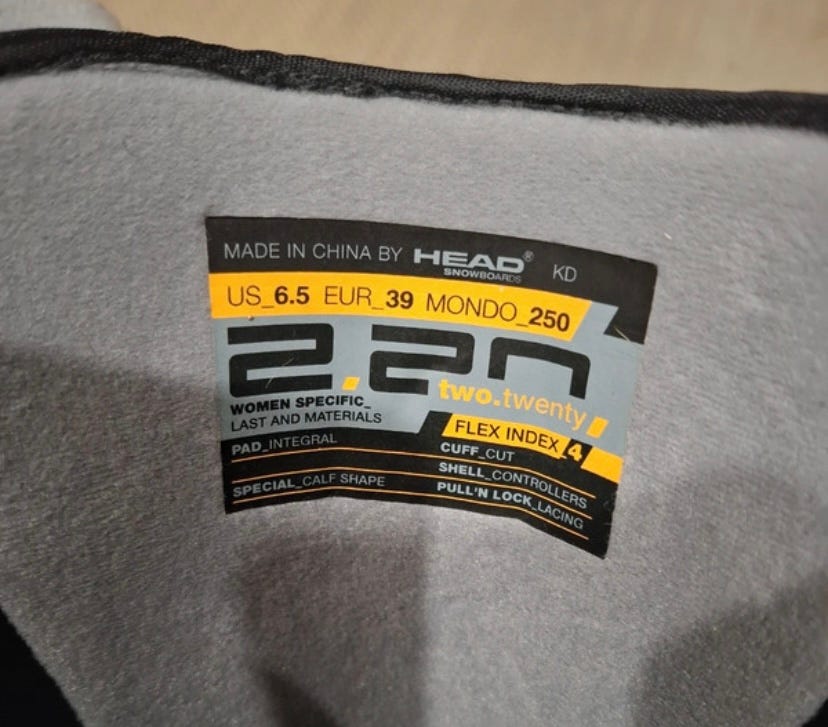 MADE IN CHINA BY HEAD® KD
SNOWBOARDS
US_6.5 EUR_39 MONDO_250
2.20
two.twenty
WOMEN SPECIFIC_
LAST AND MATERIALS
FLEX INDEX 4
PAD_INTEGRAL
CUFF_CUT
SHELL_CONTROLLERS
SPECIAL_CALF SHAPE
PULL'N LOCK_LACING